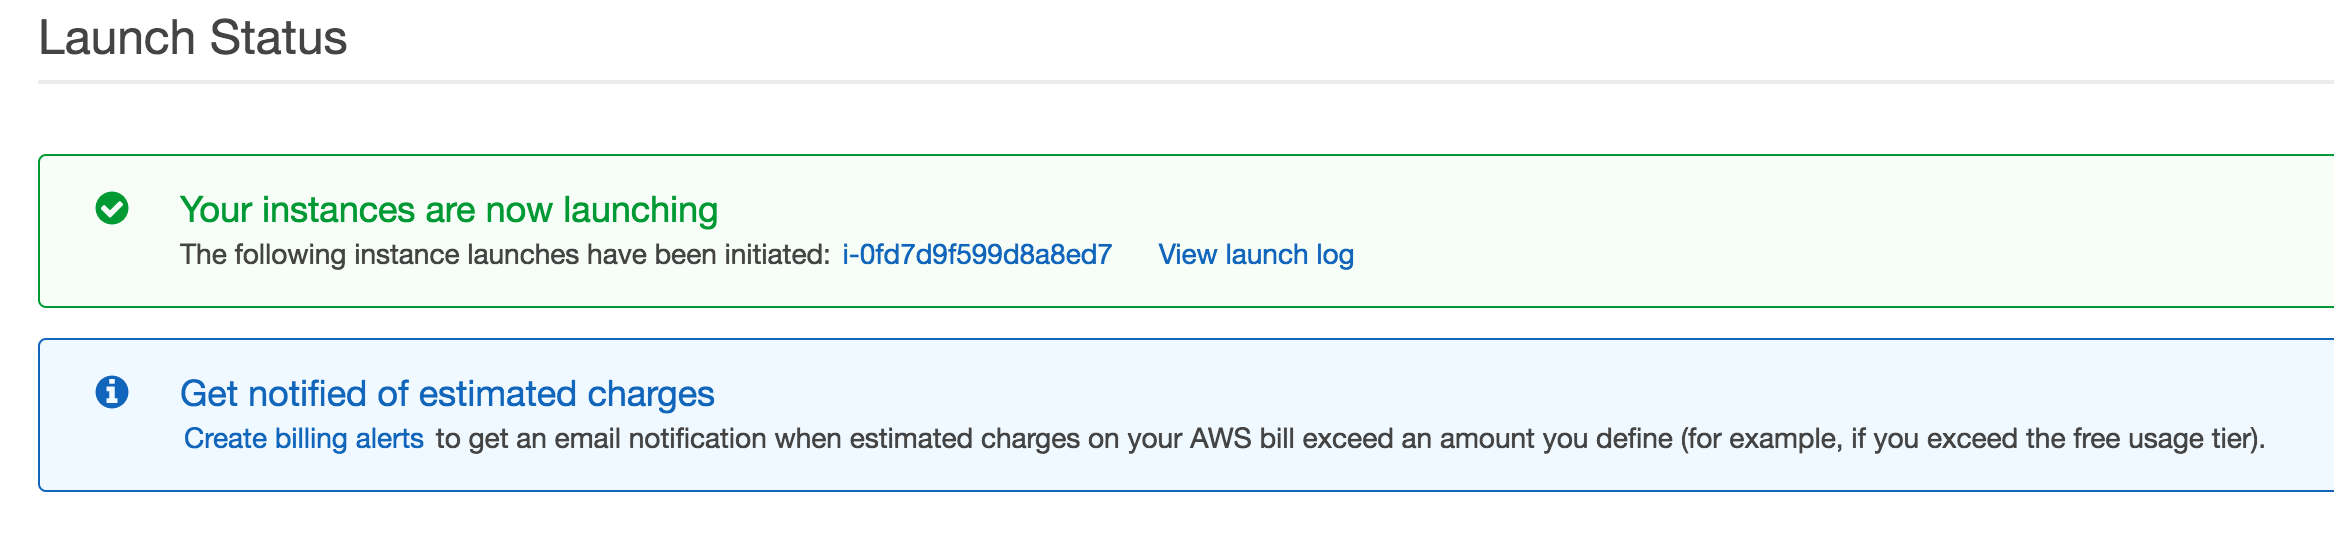 Launch Status
Your instances are now launching
The following instance launches have been initiated: i-0fd7d9f599d8a8ed7 View launch log
Get notified of estimated charges
Create billing alerts to get an email notification when estimated charges on your AWS bill exceed an amount you define (for example, if you exceed the free usage tier).